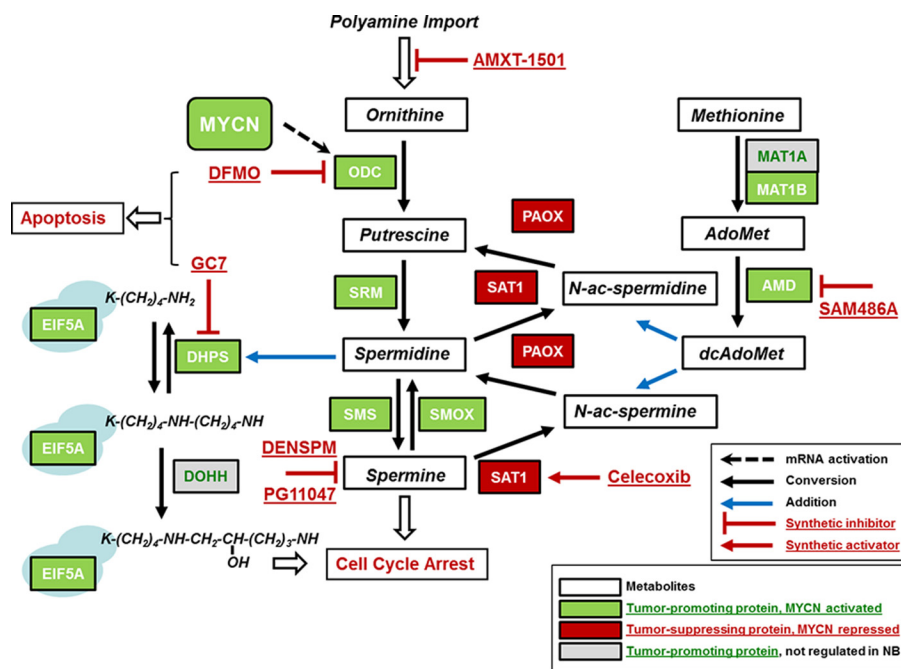 Polyamine Import
AMXT-1501
Ornithine
Methionine
MYCN
MAT1A
MAT1B
DFMO
ODC
PAOX
Apoptosis
Putrescine
AdoMet
GC7
SAT1
N-ac-spermidine
AMD
SRM
SAM486A
K-(CH2)4-NH2
EIF5A
DHPS
Spermidine
PAOX
dcAdoMet
SMS
SMOX
N-ac-spermine
K-(CH2)4-NH-(CH2)4-NH
EIF5A
DENSPM
PG11047
Spermine
SAT1
Celecoxib
DOHH
K-(CH2)4-NH-CH2-CH-(CH2)3-NH
OH
EIF5A
Cell Cycle Arrest
mRNA activation
Conversion
Addition
Synthetic inhibitor
Synthetic activator
Metabolites
Tumor-promoting protein, MYCN activated
Tumor-suppressing protein, MYCN repressed
Tumor-promoting protein, not regulated in NB